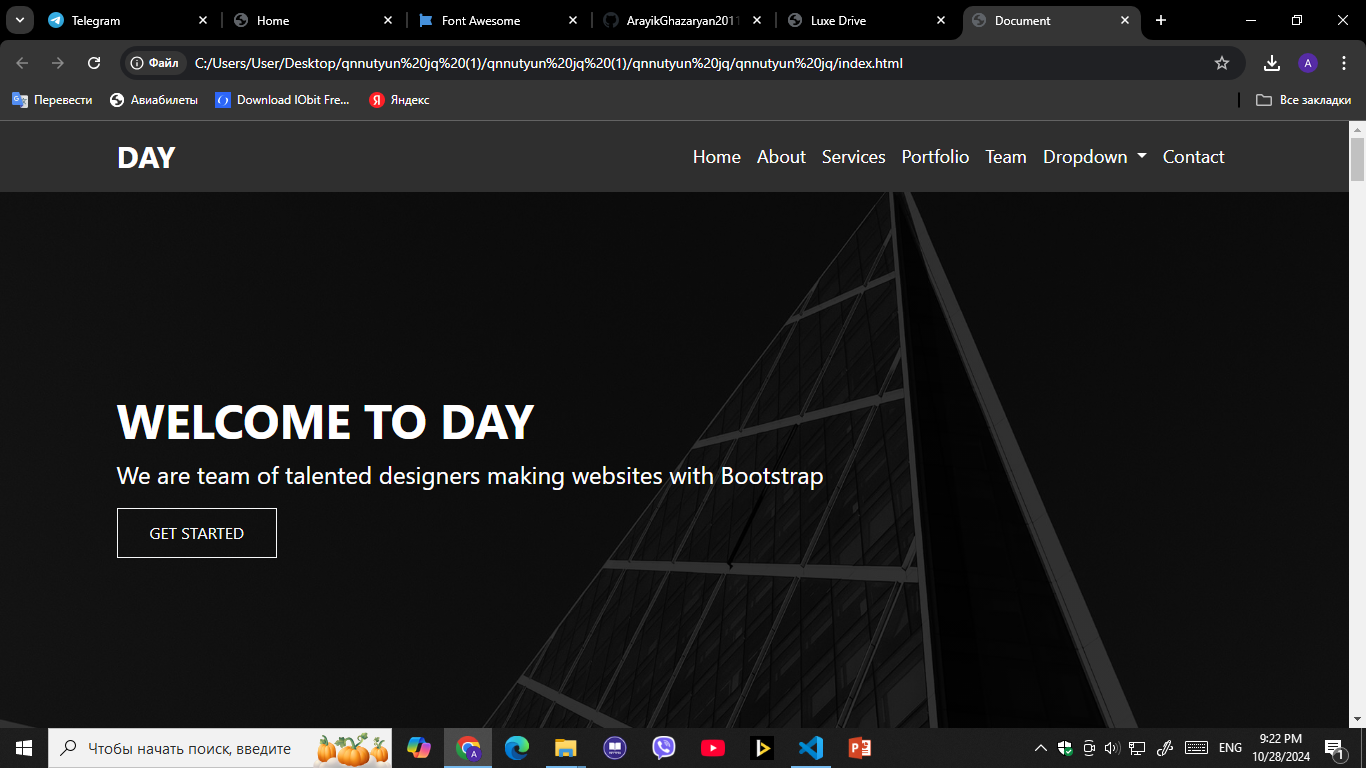 Telegram
Home
Font Awesome
ArayikGhazaryan2011
Luxe Drive
Document
Файл
C:/Users/User/Desktop/qnnutyun%20jq%20(1)/qnnutyun%20jq%20(1)/qnnutyun%20jq/qnnutyun%20jq/index.html
A
Перевести
Авиабилеты
Download IObit Fre...
Я Яндекс
Все закладки
DAY
Home About Services Portfolio Team Dropdown Contact
WELCOME TO DAY
We are team of talented designers making websites with Bootstrap
GET STARTED
Чтобы начать поиск, введите
A
ENG
9:22 PM
10/28/2024
1